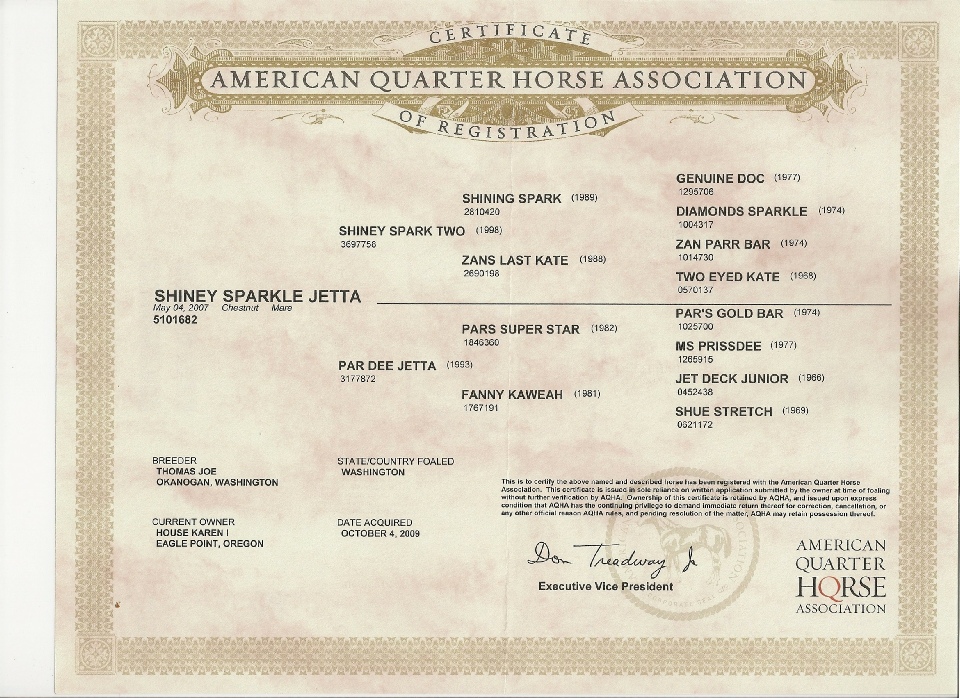 CERTIFICATE
AMERICAN QUARTER HORSE ASSOCIATION
OF REGISTRATION
GENUINE DOC (1977)
1295706
SHINING SPARK (1989)
2810420
DIAMONDS SPARKLE (1974)
1004317
SHINEY SPARK TWO (1998)
3697756
ZAN PARR BAR (1974)
1014730
ZANS LAST KATE (1988)
2690198
TWO EYED KATE (1968)
0570137
SHINEY SPARKLE JETTA
May 04, 2007 Chestnut Mare
5101682
PAR'S GOLD BAR (1974)
1025700
PARS SUPER STAR (1982)
1846360
MS PRISSDEE (1977)
1265915
PAR DEE JETTA (1993)
3177872
JET DECK JUNIOR (1966)
0452438
FANNY KAWEAH (1981)
1767191
SHUE STRETCH (1969)
0621172
BREEDER
THOMAS JOE
OKANOGAN, WASHINGTON
STATE/COUNTRY FOALED
WASHINGTON
CURRENT OWNER
HOUSE KAREN I
EAGLE POINT, OREGON
DATE ACQUIRED
OCTOBER 4, 2009
This is to certify the above named and described horse has been registered with the American Quarter Horse
Association. This certificate is issued in sole reliance on written application submitted by the owner at time of foaling
without further verification by AQHA. Ownership of this certificate is retained by AQHA, and issued upon express
condition that AQHA has the continuing privilege to demand immediate return thereof for correction, cancellation, or
any other official reason AQHA rules, and pending resolution of the matter, AQHA may retain possession thereof.
Don Treadway Jr
Executive Vice President
AMERICAN
QUARTER
HORSE
ASSOCIATION